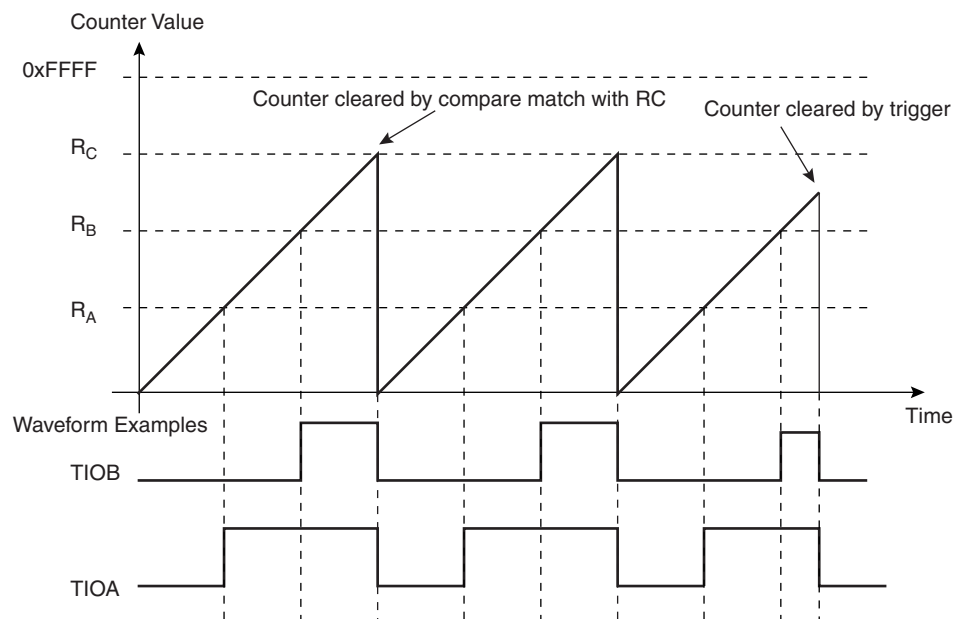 Counter Value
0xFFFF
Counter cleared by compare match with RC
Counter cleared by trigger
RC
RB
RA
Time
Waveform Examples
TIOB
TIOA